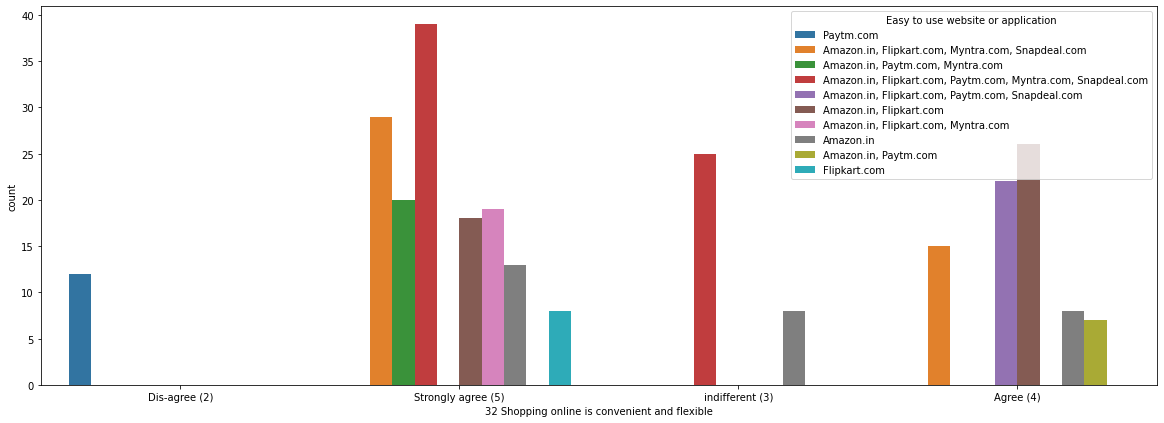 40
35
30
25
20
15
10
5
0
count
Easy to use website or application
Paytm.com
Amazon.in, Flipkart.com, Myntra.com, Snapdeal.com
Amazon.in, Paytm.com, Myntra.com
Amazon.in, Flipkart.com, Paytm.com, Myntra.com, Snapdeal.com
Amazon.in, Flipkart.com, Paytm.com, Snapdeal.com
Amazon.in, Flipkart.com
Amazon.in, Flipkart.com, Myntra.com
Amazon.in
Amazon.in, Paytm.com
Flipkart.com
Dis-agree (2)
Strongly agree (5)
indifferent (3)
Agree (4)
32 Shopping online is convenient and flexible